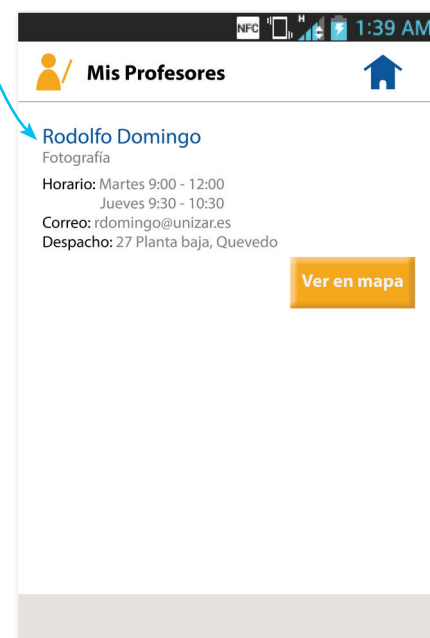 NFC H 1:39 AM
Mis Profesores
Rodolfo Domingo
Fotografía
Horario: Martes 9:00 - 12:00
Jueves 9:30 - 10:30
Correo: rdomingo@unizar.es
Despacho: 27 Planta baja, Quevedo
Ver en mapa